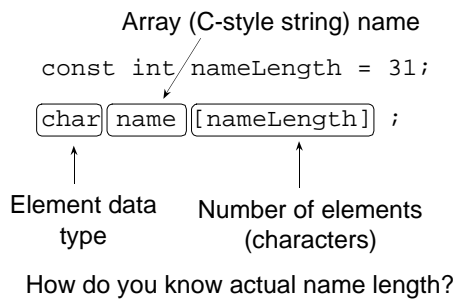 Array (C-style string) name
const int nameLength = 31;
char name [nameLength] ;
Element data
type
Number of elements
(characters)
How do you know actual name length?